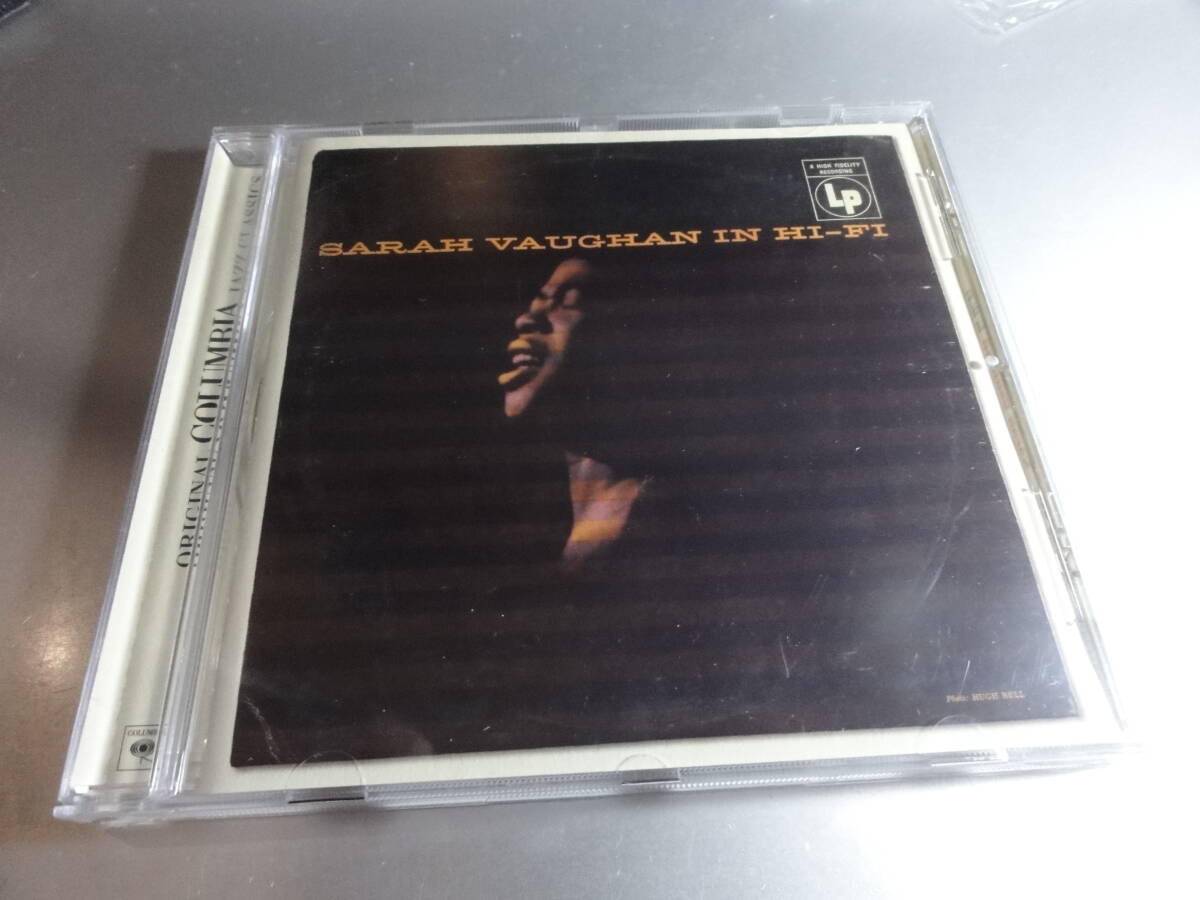 A HIGH FIDELITY
RECORDING
LP
SARAH VAUGHAN IN HI-FI
Photo: HUGH BELL
ORIGINAL COLUMBIA JAZZ CLASSICS